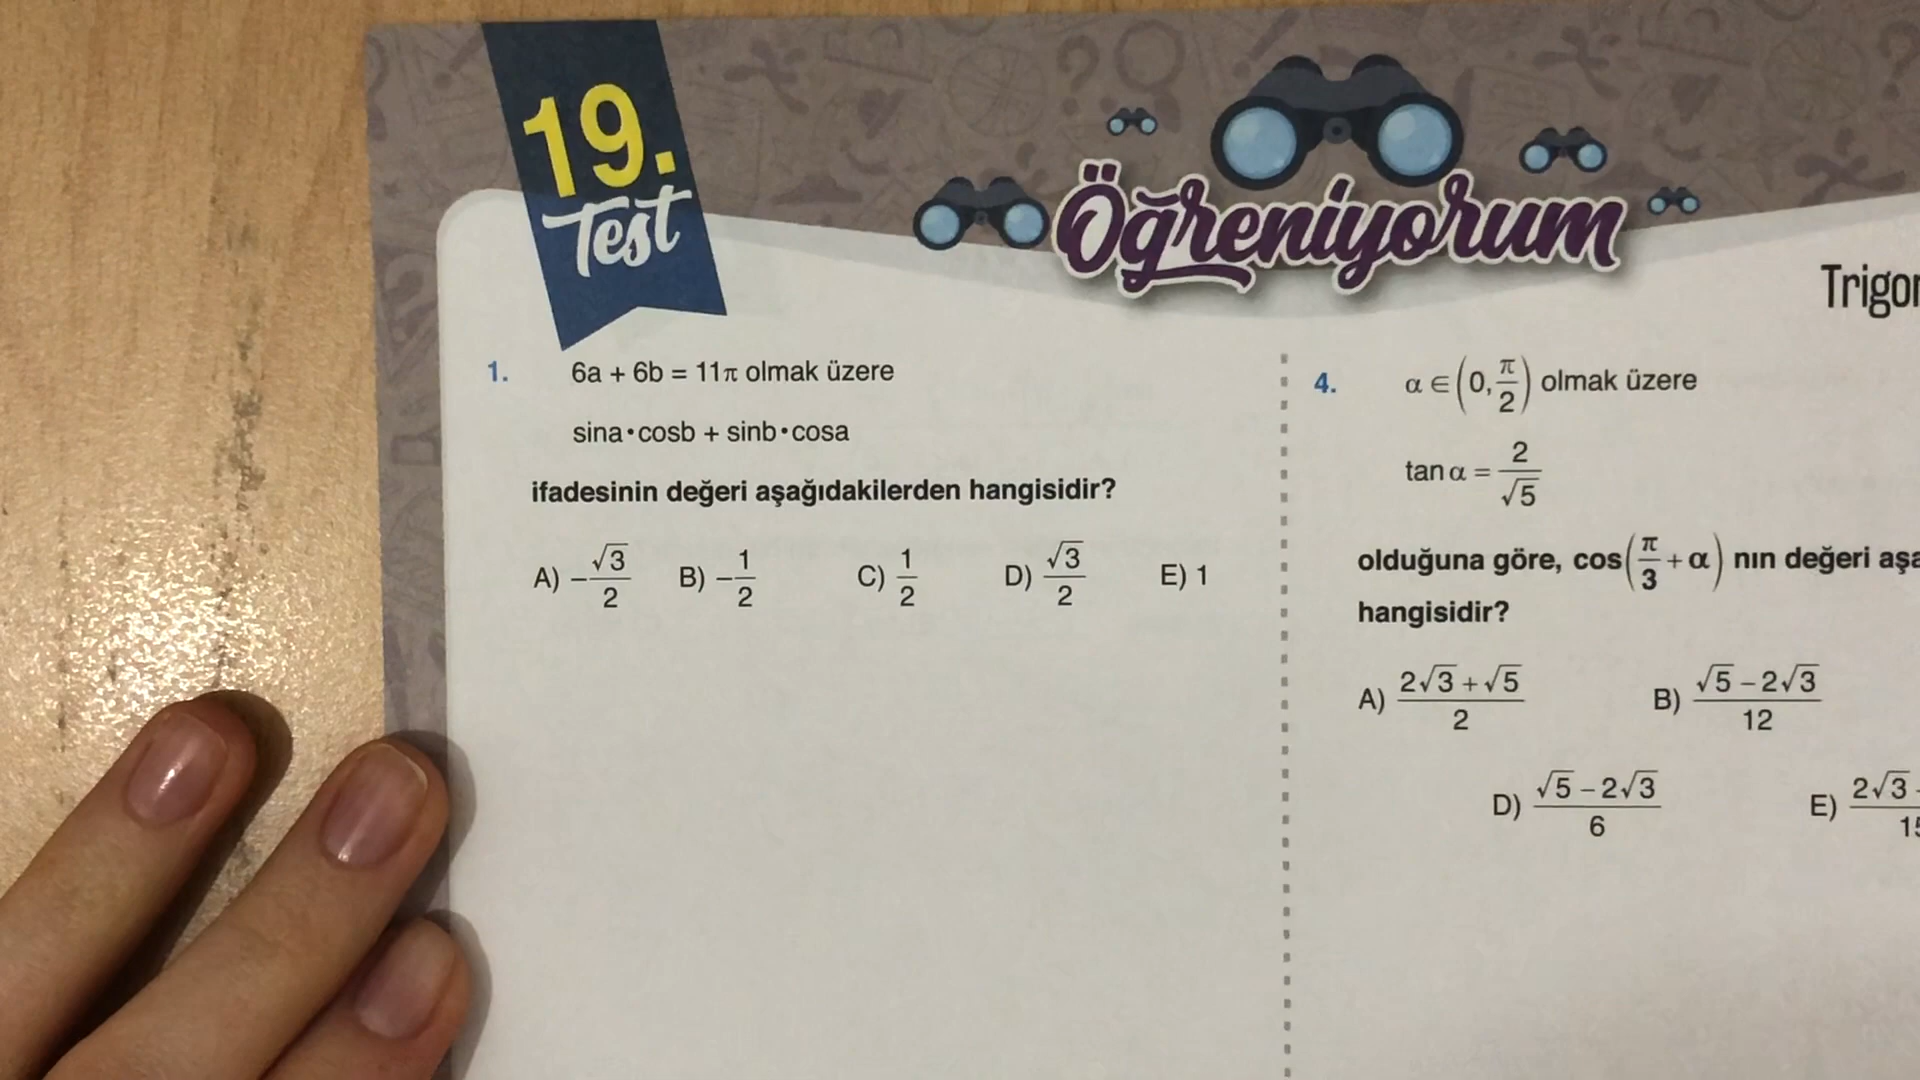 19.
Test
Öğreniyorum
1. 6a + 6b = 11π olmak üzere
sina·cosb + sinb·cosa
ifadesinin değeri aşağıdakilerden hangisidir?
A) -√3/2 B) -1/2 C) 1/2 D) √3/2 E) 1
4. α ∈ (0, π/2) olmak üzere
tan α = 2/√5
olduğuna göre, cos(π/3 + α) nın değeri
hangisidir?
A) (2√3 + √5)/2 B) (√5 - 2√3)/12
D) (√5 - 2√3)/6 E) 2√3